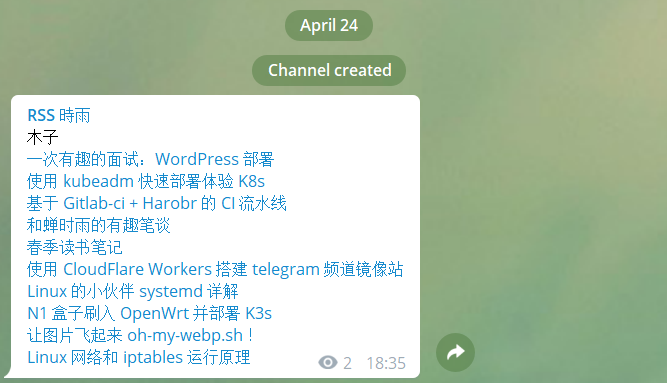 April 24
Channel created
RSS 時雨
木子
一次有趣的面试：WordPress 部署
使用 kubeadm 快速部署体验 K8s
基于 Gitlab-ci + Harobr 的 CI 流水线
和蝉时雨的有趣笔谈
春季读书笔记
使用 CloudFlare Workers 搭建 telegram 频道镜像站
Linux 的小伙伴 systemd 详解
N1 盒子刷入 OpenWrt 并部署 K3s
让图片飞起来 oh-my-webp.sh！
Linux 网络和 iptables 运行原理
2 18:35